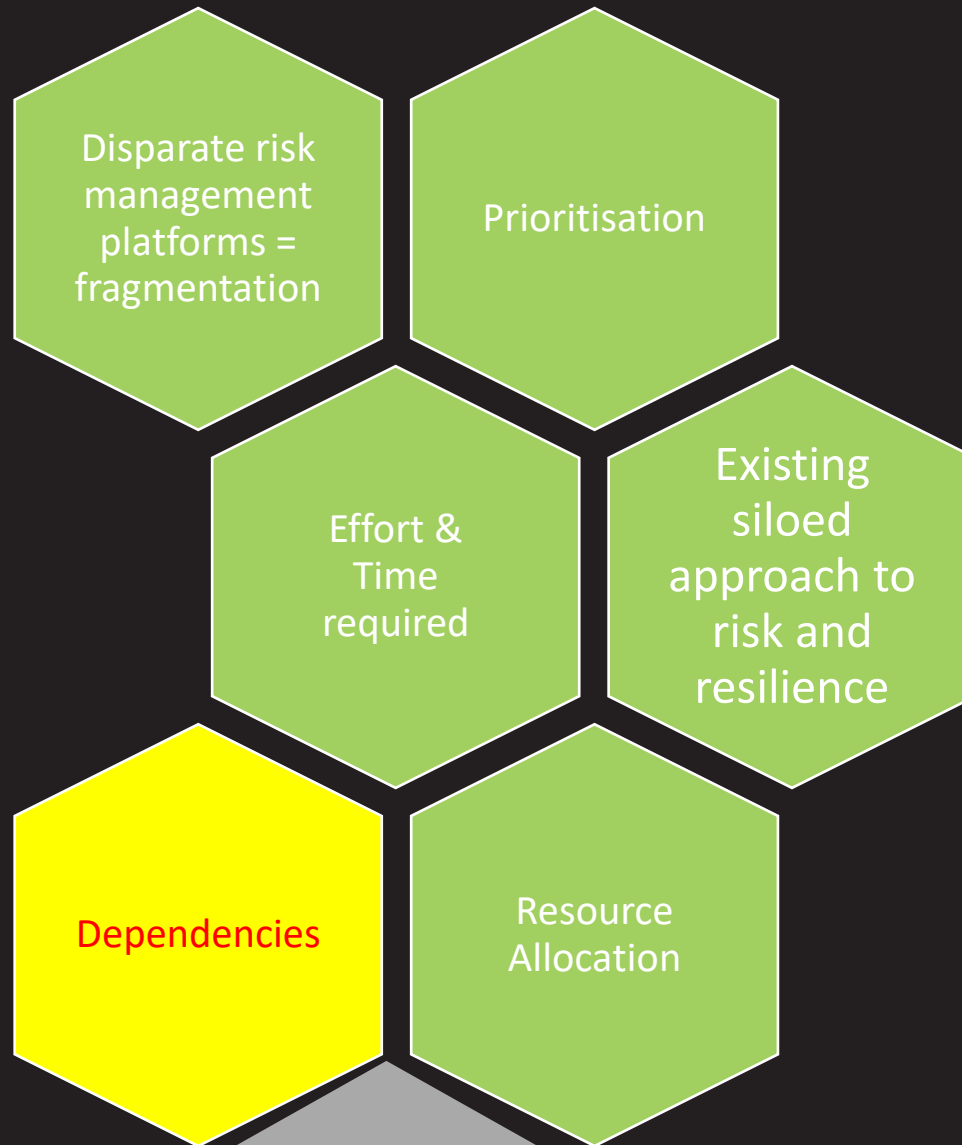 Disparate risk
management
platforms =
fragmentation
Prioritisation
Effort &
Time
required
Existing
siloed
approach to
risk and
resilience
Dependencies
Resource
Allocation